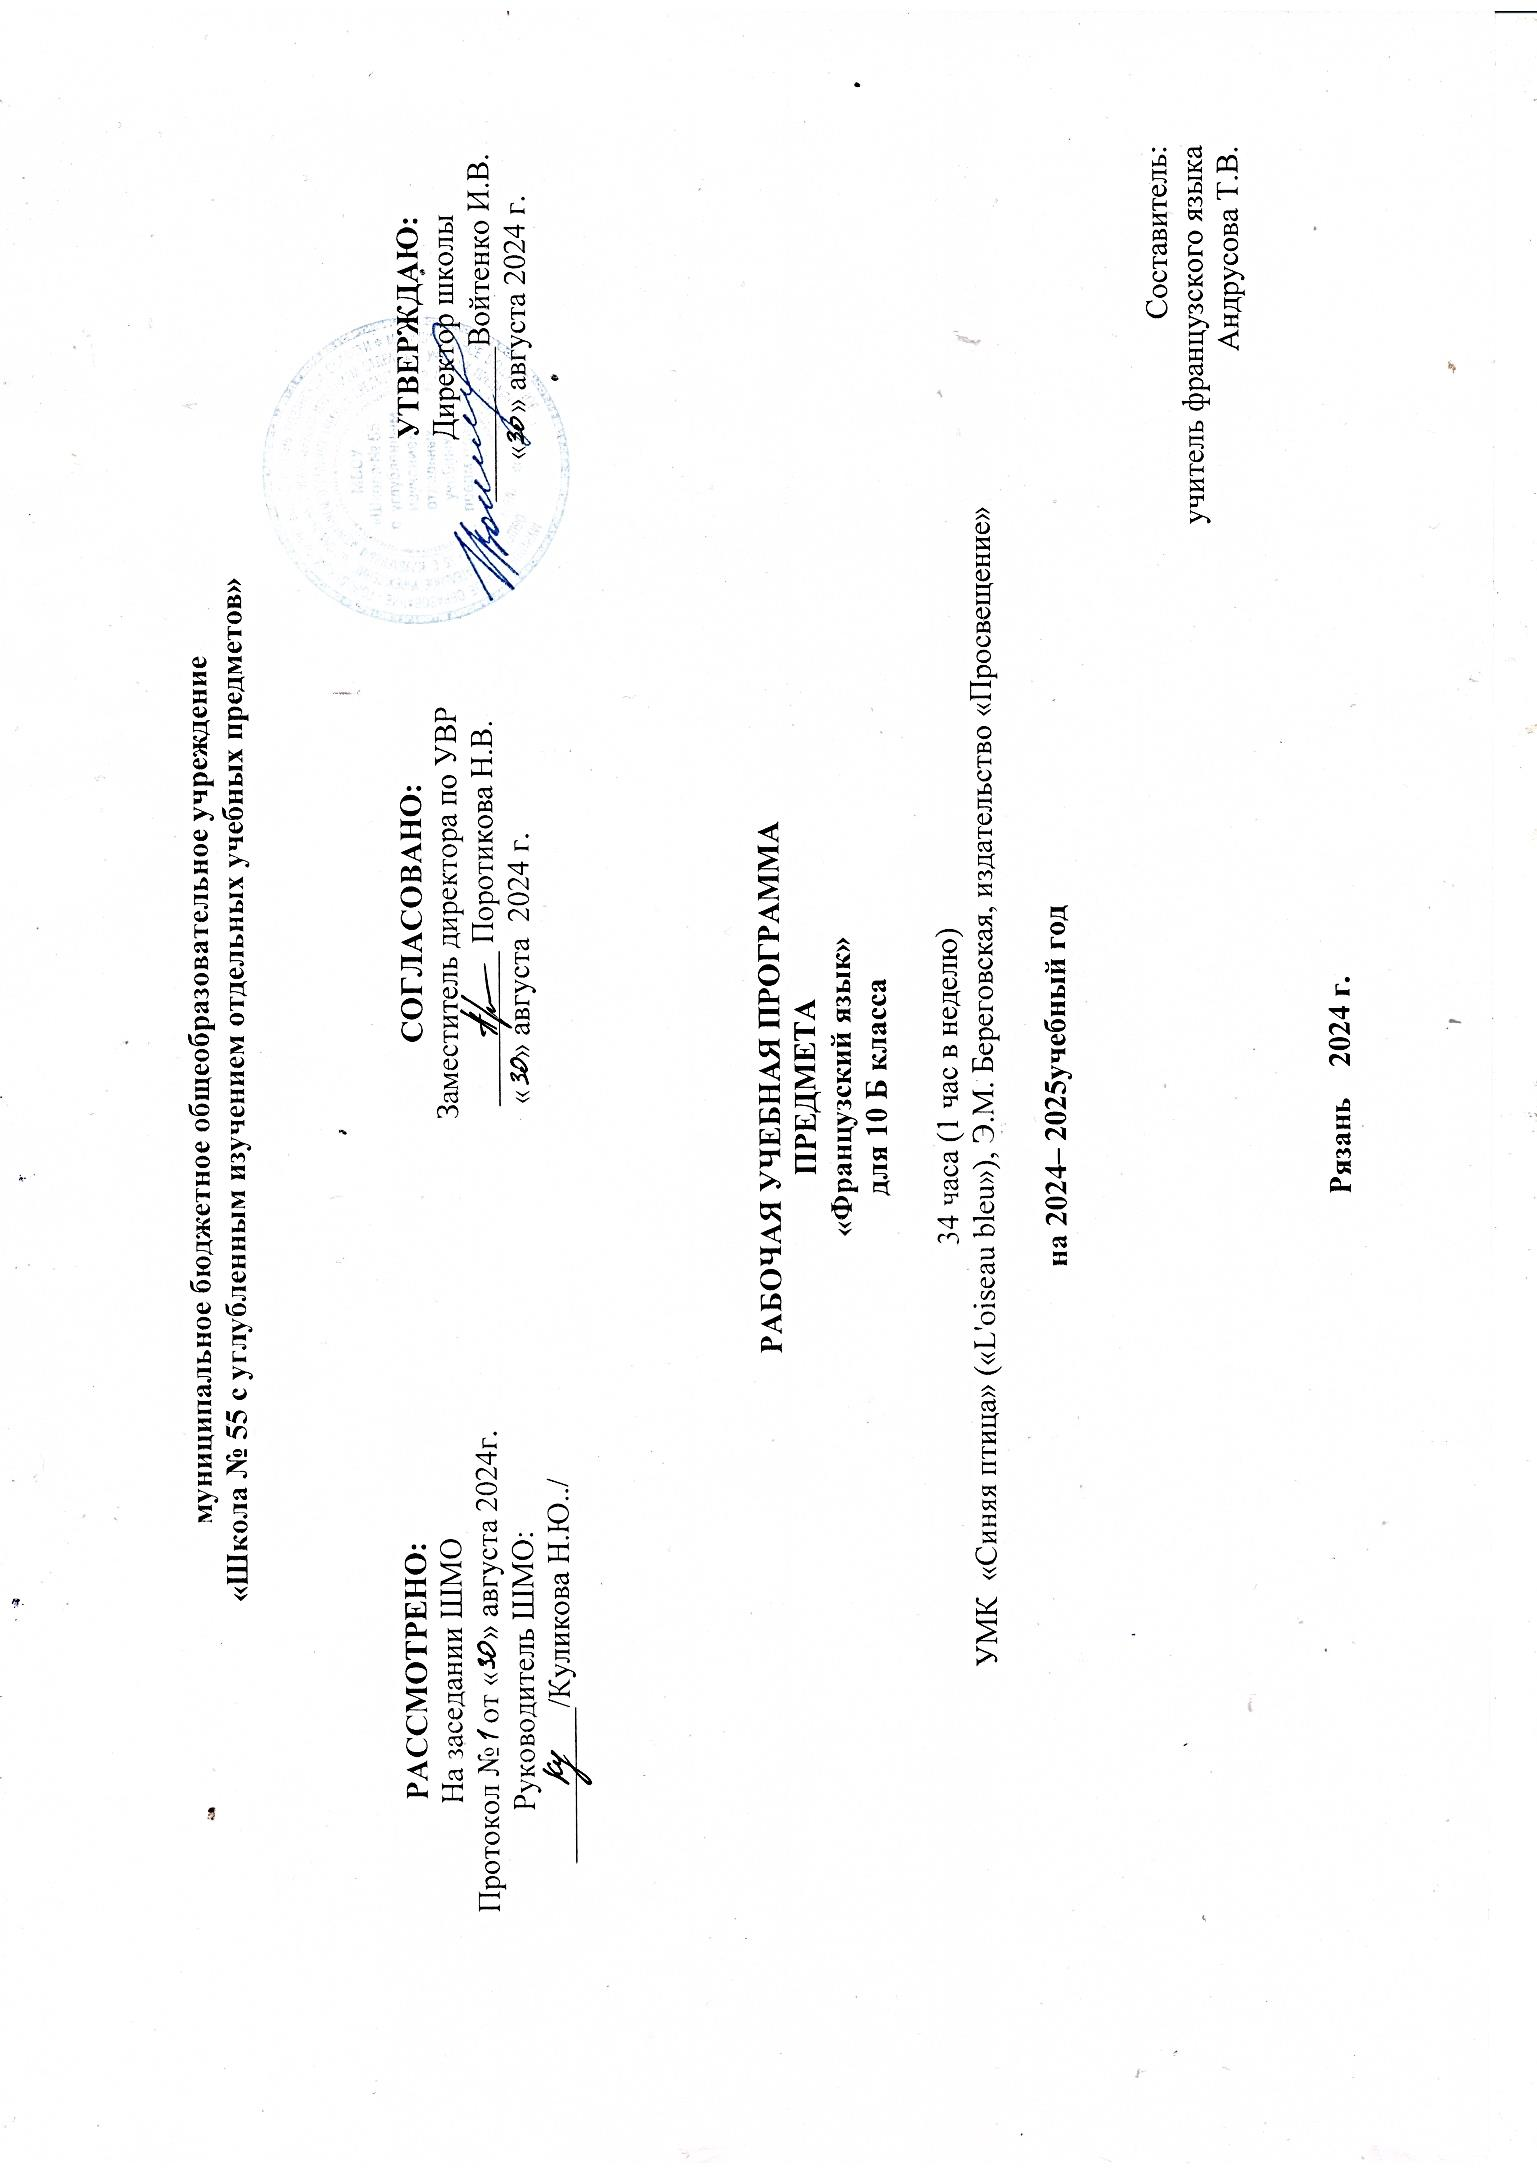 муниципальное бюджетное общеобразовательное учреждение
«Школа № 55 с углубленным изучением отдельных учебных предметов»
РАССМОТРЕНО:
На заседании ШМО
Протокол № 1 от «30» августа 2024г.
Руководитель ШМО:
/Куликова Н.Ю../
СОГЛАСОВАНО:
Заместитель директора по УВР
Поротикова Н.В.
«30» августа 2024 г.
УТВЕРЖДАЮ:
Директор школы
Войтенко И.В.
«30» августа 2024 г.
РАБОЧАЯ УЧЕБНАЯ ПРОГРАММА
ПРЕДМЕТА
«Французский язык»
для 10 Б класса
34 часа (1 час в неделю)
УМК «Синяя птица» («L'oiseau bleu»), Э.М. Береговская, издательство «Просвещение»
на 2024– 2025учебный год
Составитель:
учитель французского языка
Андрусова Т.В.
Рязань 2024 г.